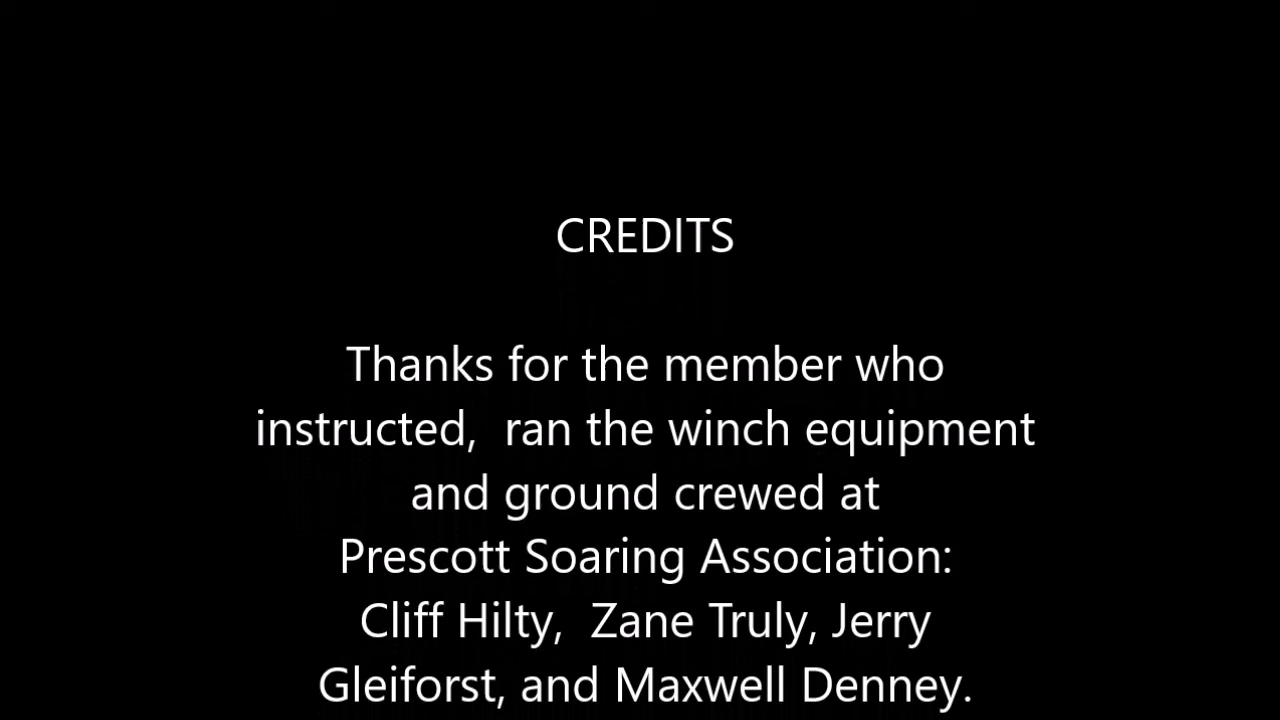 CREDITS
Thanks for the member who
instructed,  ran the winch equipment
and ground crewed at
Prescott Soaring Association:
Cliff Hilty,  Zane Truly, Jerry
Gleiforst, and Maxwell Denney.